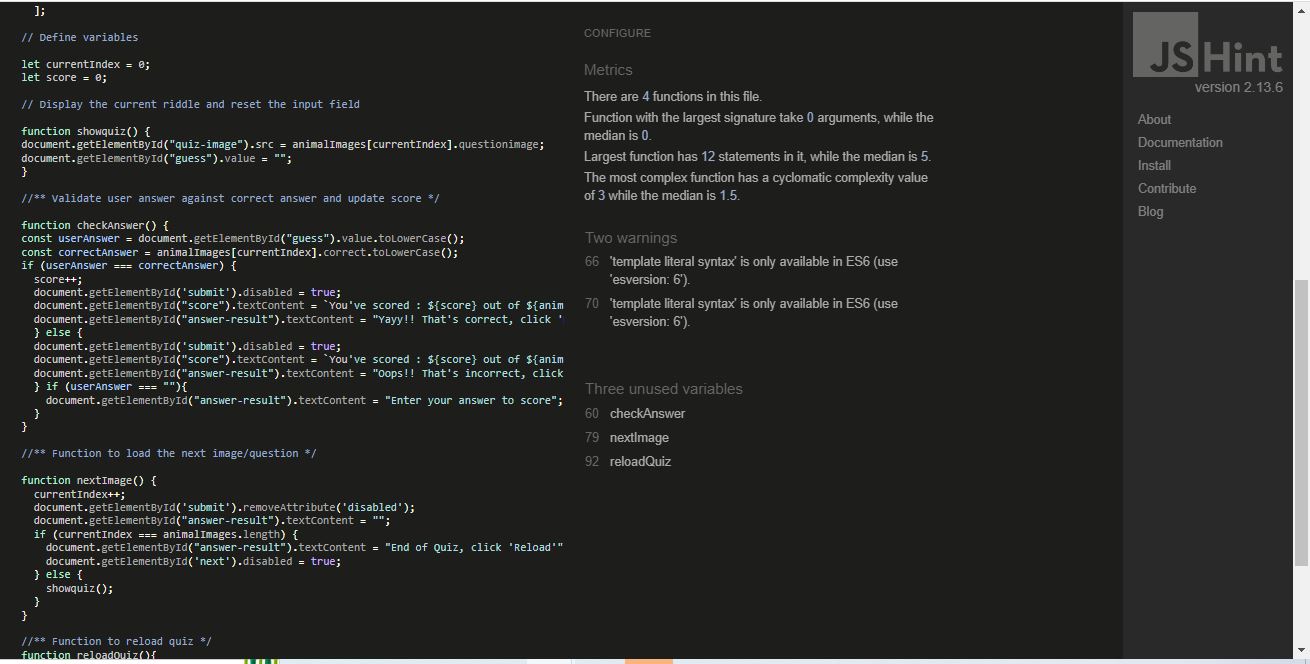 ];
// Define variables
let currentIndex = 0;
let score = 0;
// Display the current riddle and reset the input field
function showquiz() {
document.getElementById("quiz-image").src = animalImages[currentIndex].questionimage;
document.getElementById("guess").value = "";
}
//** Validate user answer against correct answer and update score */
function checkAnswer() {
const userAnswer = document.getElementById("guess").value.toLowerCase();
const correctAnswer = animalImages[currentIndex].correct.toLowerCase();
if (userAnswer === correctAnswer) {
score++;
document.getElementById('submit').disabled = true;
document.getElementById("score").textContent = `You've scored : ${score} out of ${anim
document.getElementById("answer-result").textContent = "Yayy!! That's correct, click '
} else {
document.getElementById('submit').disabled = true;
document.getElementById("score").textContent = `You've scored : ${score} out of ${anim
document.getElementById("answer-result").textContent = "Oops!! That's incorrect, click
} if (userAnswer === ""){
document.getElementById("answer-result").textContent = "Enter your answer to score";
}
}
//** Function to load the next image/question */
function nextImage() {
currentIndex++;
document.getElementById('submit').removeAttribute('disabled');
document.getElementById("answer-result").textContent = "";
if (currentIndex === animalImages.length) {
document.getElementById("answer-result").textContent = "End of Quiz, click 'Reload'"
document.getElementById('next').disabled = true;
} else {
showquiz();
}
}
//** Function to reload quiz */
function reloadQuiz(){
CONFIGURE
Metrics
There are 4 functions in this file.
Function with the largest signature take 0 arguments, while the
median is 0.
Largest function has 12 statements in it, while the median is 5.
The most complex function has a cyclomatic complexity value
of 3 while the median is 1.5.
Two warnings
66 'template literal syntax' is only available in ES6 (use
'esversion: 6').
70 'template literal syntax' is only available in ES6 (use
'esversion: 6').
Three unused variables
60 checkAnswer
79 nextImage
92 reloadQuiz
JSHint
version 2.13.6
About
Documentation
Install
Contribute
Blog